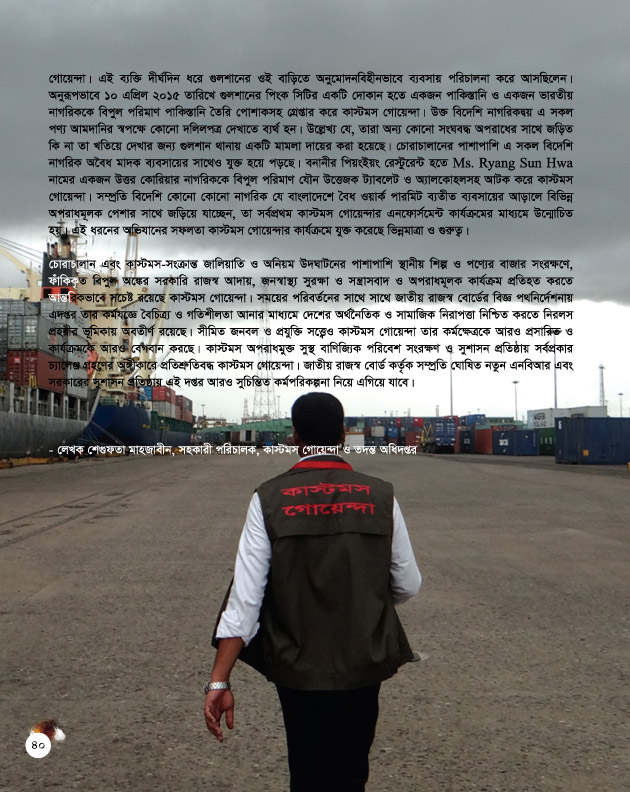 গোয়েন্দা। এই ব্যক্তি দীর্ঘদিন ধরে গুলশানের ওই বাড়িতে অনুমোদনবিহীনভাবে ব্যবসায় পরিচালনা করে আসছিলেন।
অনুরূপভাবে ১০ এপ্রিল ২০১৫ তারিখে গুলশানের পিংক সিটির একটি দোকান হতে একজন পাকিস্তানি ও একজন ভারতীয়
নাগরিককে বিপুল পরিমাণ পাকিস্তানি তৈরি পোশাকসহ গ্রেপ্তার করে কাস্টমস গোয়েন্দা। উক্ত বিদেশি নাগরিকদ্বয় এ সকল
পণ্য আমদানির স্বপক্ষে কোনো দলিলপত্র দেখাতে ব্যর্থ হন। উল্লেখ্য যে, তারা অন্য কোনো সংঘবদ্ধ অপরাধের সাথে জড়িত
কি না তা খতিয়ে দেখার জন্য গুলশান থানায় একটি মামলা দায়ের করা হয়েছে। চোরাচালানের পাশাপাশি এ সকল বিদেশি
নাগরিক অবৈধ মাদক ব্যবসায়ের সাথেও যুক্ত হয়ে পড়ছে। বনানীর পিয়ংইয়ং রেস্টুরেন্ট হতে Ms. Ryang Sun Hwa
নামের একজন উত্তর কোরিয়ার নাগরিককে বিপুল পরিমাণ যৌন উত্তেজক ট্যাবলেট ও অ্যালকোহলসহ আটক করে কাস্টমস
গোয়েন্দা। সম্প্রতি বিদেশি কোনো কোনো নাগরিক যে বাংলাদেশে বৈধ ওয়ার্ক পারমিট ব্যতীত ব্যবসায়ের আড়ালে বিভিন্ন
অপরাধমূলক পেশার সাথে জড়িয়ে যাচ্ছেন, তা সর্বপ্রথম কাস্টমস গোয়েন্দার এনফোর্সমেন্ট কার্যক্রমের মাধ্যমে উন্মোচিত
হয়। এই ধরনের অভিযানের সফলতা কাস্টমস গোয়েন্দার কার্যক্রমে যুক্ত করেছে ভিন্নমাত্রা ও গুরুত্ব।
চোরাচালান এবং কাস্টমস-সংক্রান্ত জালিয়াতি ও অনিয়ম উদঘাটনের পাশাপাশি স্থানীয় শিল্প ও পণ্যের বাজার সংরক্ষণে,
ফাঁকিকৃত বিপুল অঙ্কের সরকারি রাজস্ব আদায়, জনস্বাস্থ্য সুরক্ষা ও সন্ত্রাসবাদ ও অপরাধমূলক কার্যক্রম প্রতিহত করতে
আন্তরিকভাবে সচেষ্ট রয়েছে কাস্টমস গোয়েন্দা। সময়ের পরিবর্তনের সাথে সাথে জাতীয় রাজস্ব বোর্ডের বিজ্ঞ পথনির্দেশনায়
এদপ্তর তার কর্মযজ্ঞে বৈচিত্র্য ও গতিশীলতা আনার মাধ্যমে দেশের অর্থনৈতিক ও সামাজিক নিরাপত্তা নিশ্চিত করতে নিরলস
প্রহরীর ভূমিকায় অবতীর্ণ রয়েছে। সীমিত জনবল ও প্রযুক্তি সত্ত্বেও কাস্টমস গোয়েন্দা তার কর্মক্ষেত্রকে আরও প্রসারিত ও
কার্যক্রমকে আরও বেগবান করছে। কাস্টমস অপরাধমুক্ত সুস্থ বাণিজ্যিক পরিবেশ সংরক্ষণ ও সুশাসন প্রতিষ্ঠায় সর্বপ্রকার
চ্যালেঞ্জ গ্রহণের অঙ্গীকারে প্রতিশ্রুতিবদ্ধ কাস্টমস গোয়েন্দা। জাতীয় রাজস্ব বোর্ড কর্তৃক সম্প্রতি ঘোষিত নতুন এনবিআর এবং
সরকারের সুশাসন প্রতিষ্ঠায় এই দপ্তর আরও সুচিন্তিত কর্মপরিকল্পনা নিয়ে এগিয়ে যাবে।
- লেখক শেগুফতা মাহজাবীন, সহকারী পরিচালক, কাস্টমস গোয়েন্দা ও তদন্ত অধিদপ্তর
কাস্টমস
গোয়েন্দা
৪০